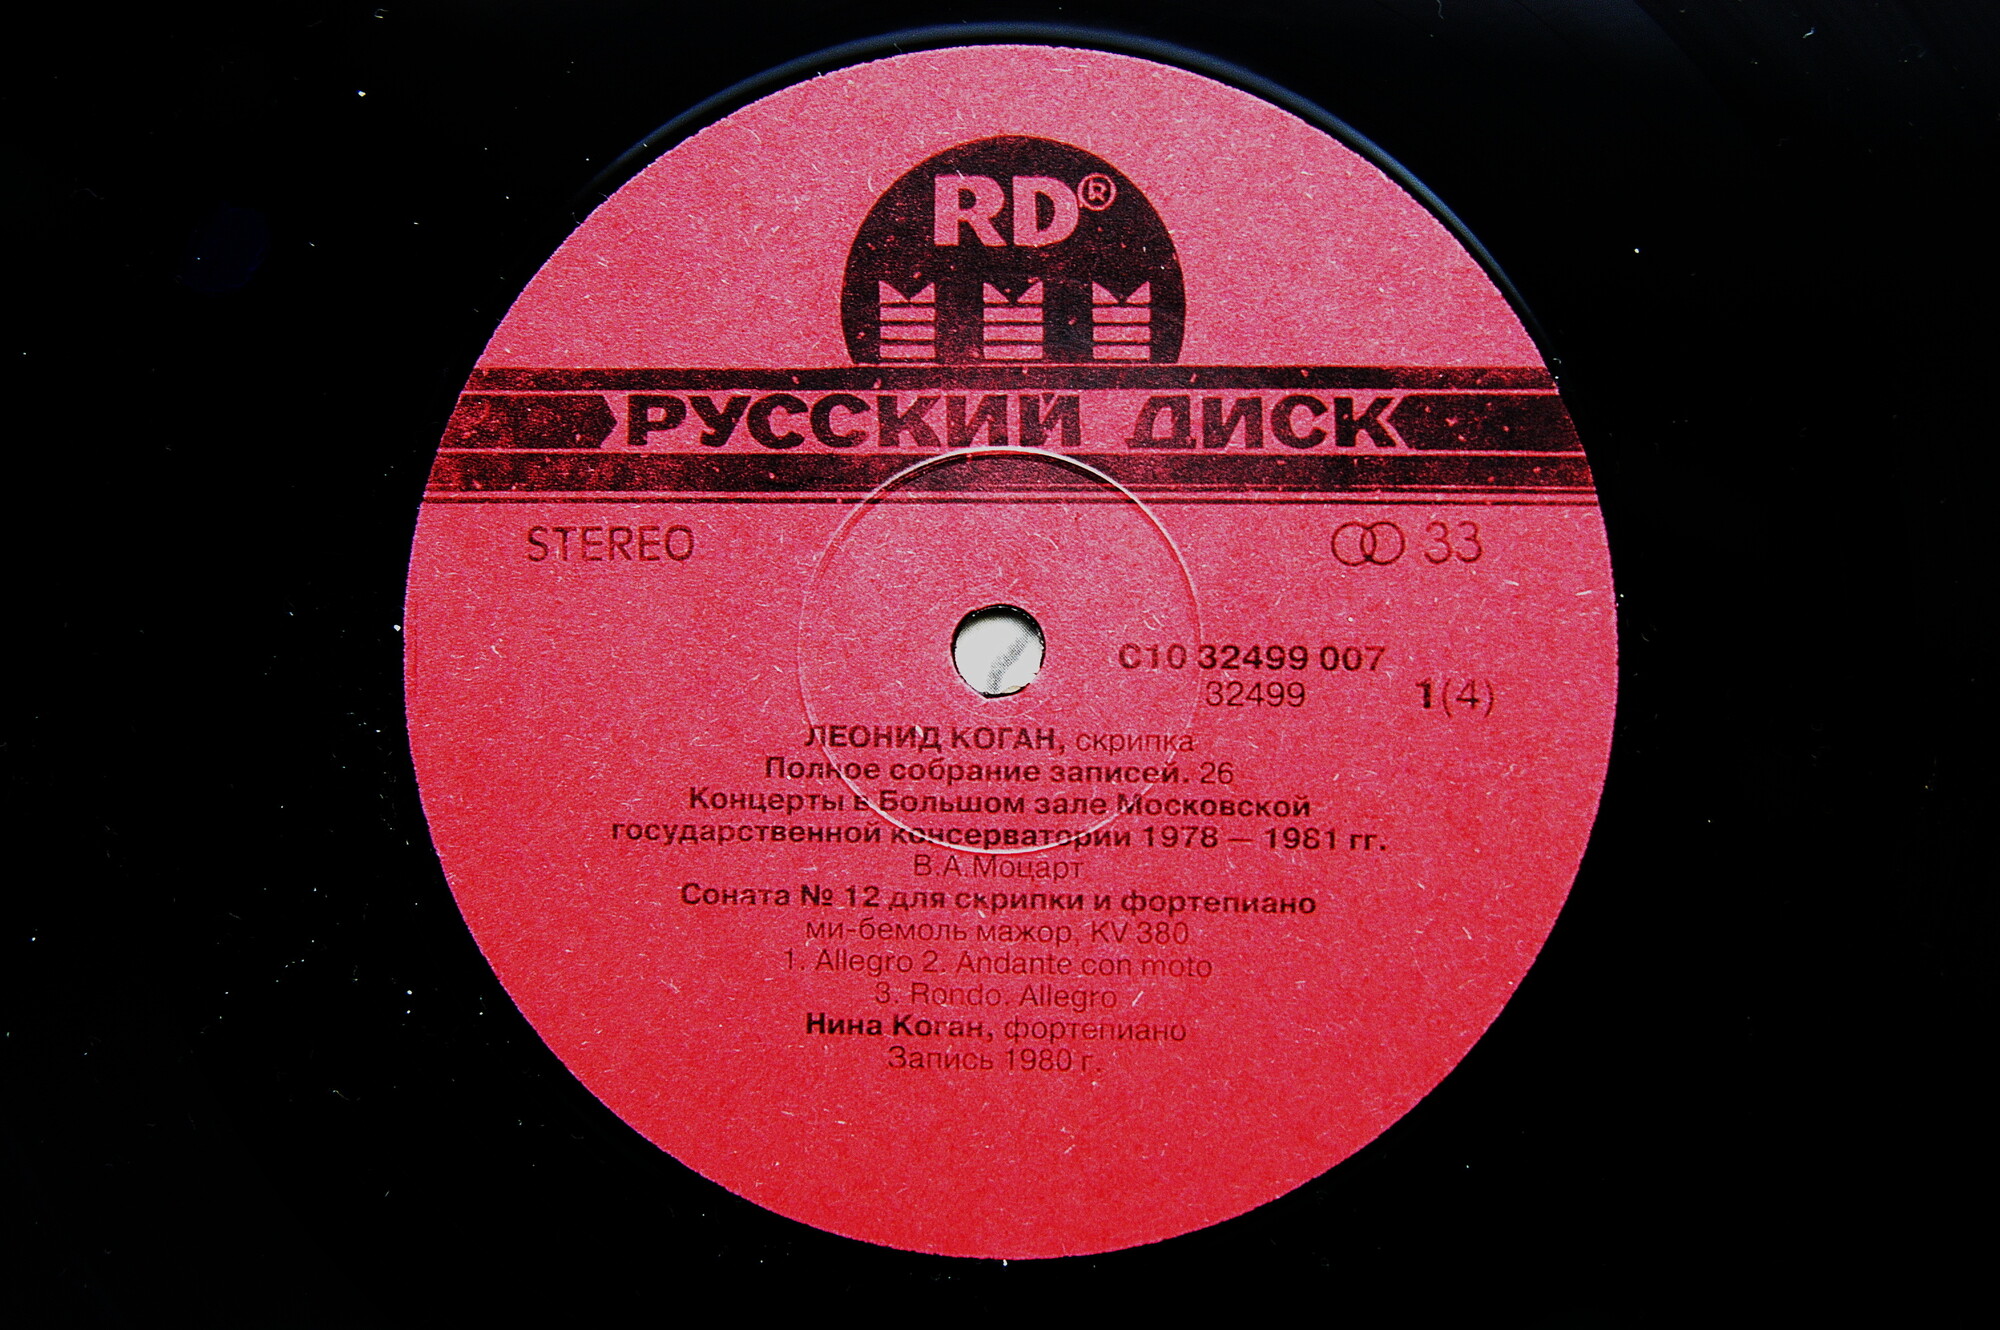 RD®
РУССКИЙ ДИСК
STEREO 33
С10 32499 007
32499 1(4)
ЛЕОНИД КОГАН, скрипка
Полное собрание записей. 26
Концерты в Большом зале Московской
государственной консерватории 1978 — 1981 гг.
В.А.Моцарт
Соната № 12 для скрипки и фортепиано
ми-бемоль мажор, KV 380
1. Allegro 2. Andante con moto
3. Rondo. Allegro
Нина Коган, фортепиано
Запись 1980 г.